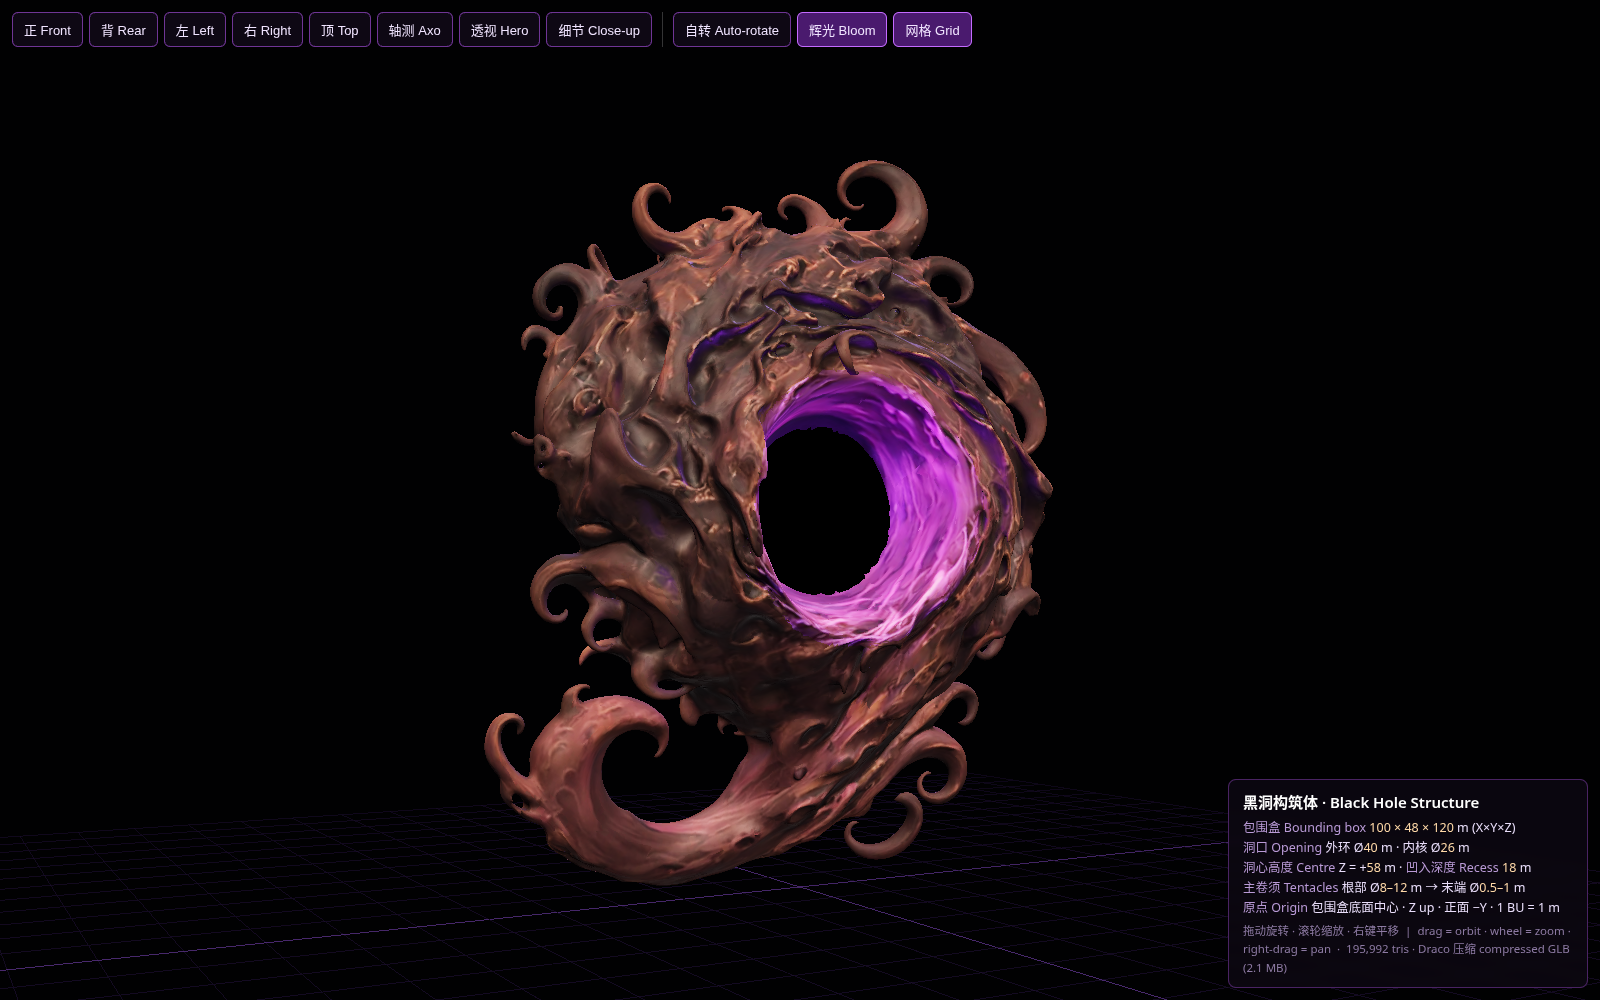 正 Front 背 Rear 左 Left 右 Right 顶 Top 轴测 Axo 透视 Hero 细节 Close-up 自转 Auto-rotate 辉光 Bloom 网格 Grid
黑洞构筑体 · Black Hole Structure
包围盒 Bounding box 100 × 48 × 120 m (X×Y×Z)
洞口 Opening 外环 Ø40 m · 内核 Ø26 m
洞心高度 Centre Z = +58 m · 凹入深度 Recess 18 m
主卷须 Tentacles 根部 Ø8–12 m → 末端 Ø0.5–1 m
原点 Origin 包围盒底面中心 · Z up · 正面 −Y · 1 BU = 1 m
拖动旋转 · 滚轮缩放 · 右键平移 | drag = orbit · wheel = zoom ·
right-drag = pan · 195,992 tris · Draco 压缩 compressed GLB
(2.1 MB)